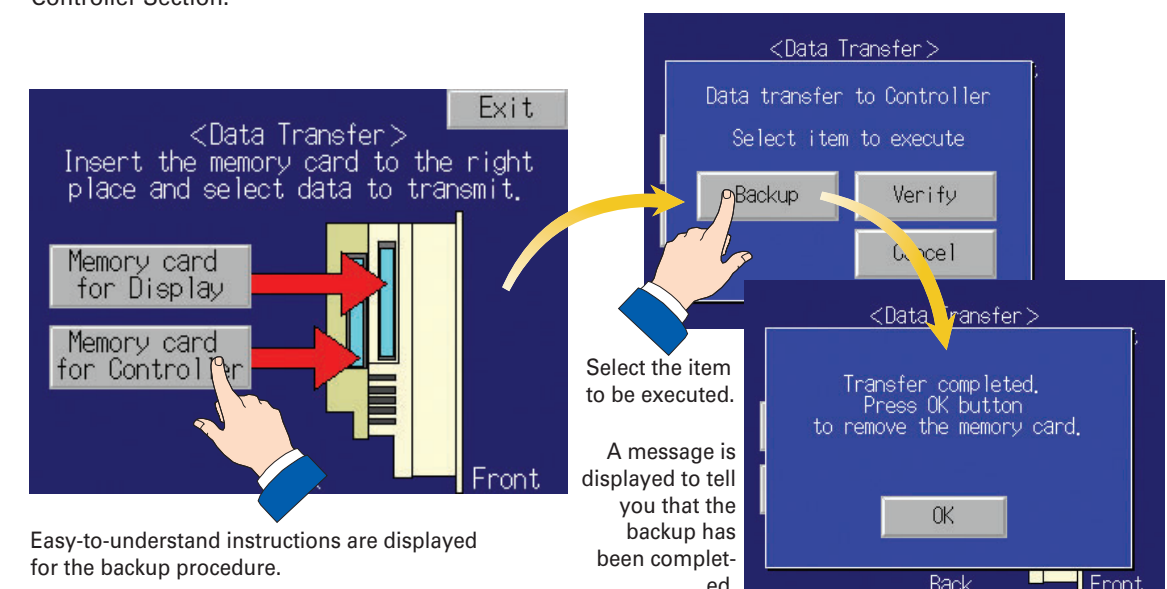 Controller Section.
Exit
<Data Transfer>
Insert the memory card to the right
place and select data to transmit.
Memory card
for Display
Memory card
for Controller
Front
Easy-to-understand instructions are displayed
for the backup procedure.
<Data Transfer>
Data transfer to Controller
Select item to execute
Backup
Verify
Cancel
Select the item
to be executed.
A message is
displayed to tell
you that the
backup has
been complet-
ed.
<Data Transfer>
Transfer completed.
Press OK button
to remove the memory card.
OK
Back
Front